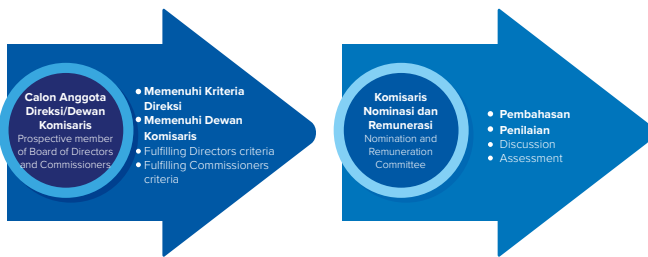 Calon Anggota
Direksi/Dewan
Komisaris
Prospective member
of Board of Directors
and Commissioners
• Memenuhi Kriteria
Direksi
• Memenuhi Dewan
Komisaris
• Fulfilling Directors criteria
• Fulfilling Commissioners
criteria
Komisaris
Nominasi dan
Remunerasi
Nomination and
Remuneration
Committee
• Pembahasan
• Penilaian
• Discussion
• Assessment